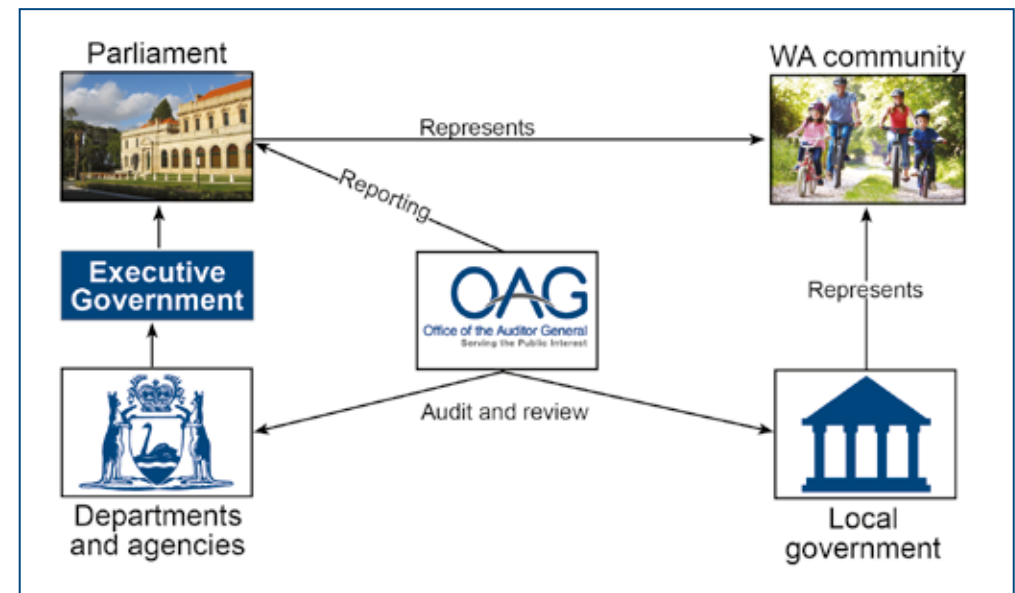 Parliament
WA community
Represents
Reporting
Executive
Government
OAG
Office of the Auditor General
Serving the Public Interest
Represents
Audit and review
Departments
and agencies
Local
government